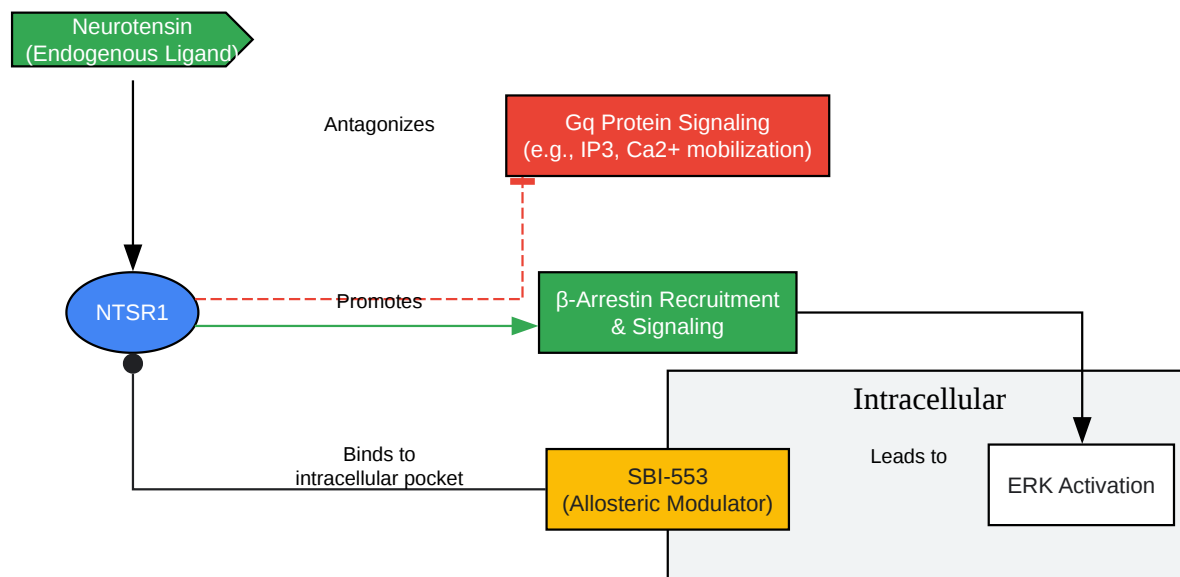 Neurotensin
(Endogenous Ligand)
Antagonizes
Gq Protein Signaling
(e.g., IP3, Ca2+ mobilization)
NTSR1
Promotes
β-Arrestin Recruitment
& Signaling
Intracellular
Binds to
intracellular pocket
SBI-553
(Allosteric Modulator)
Leads to
ERK Activation